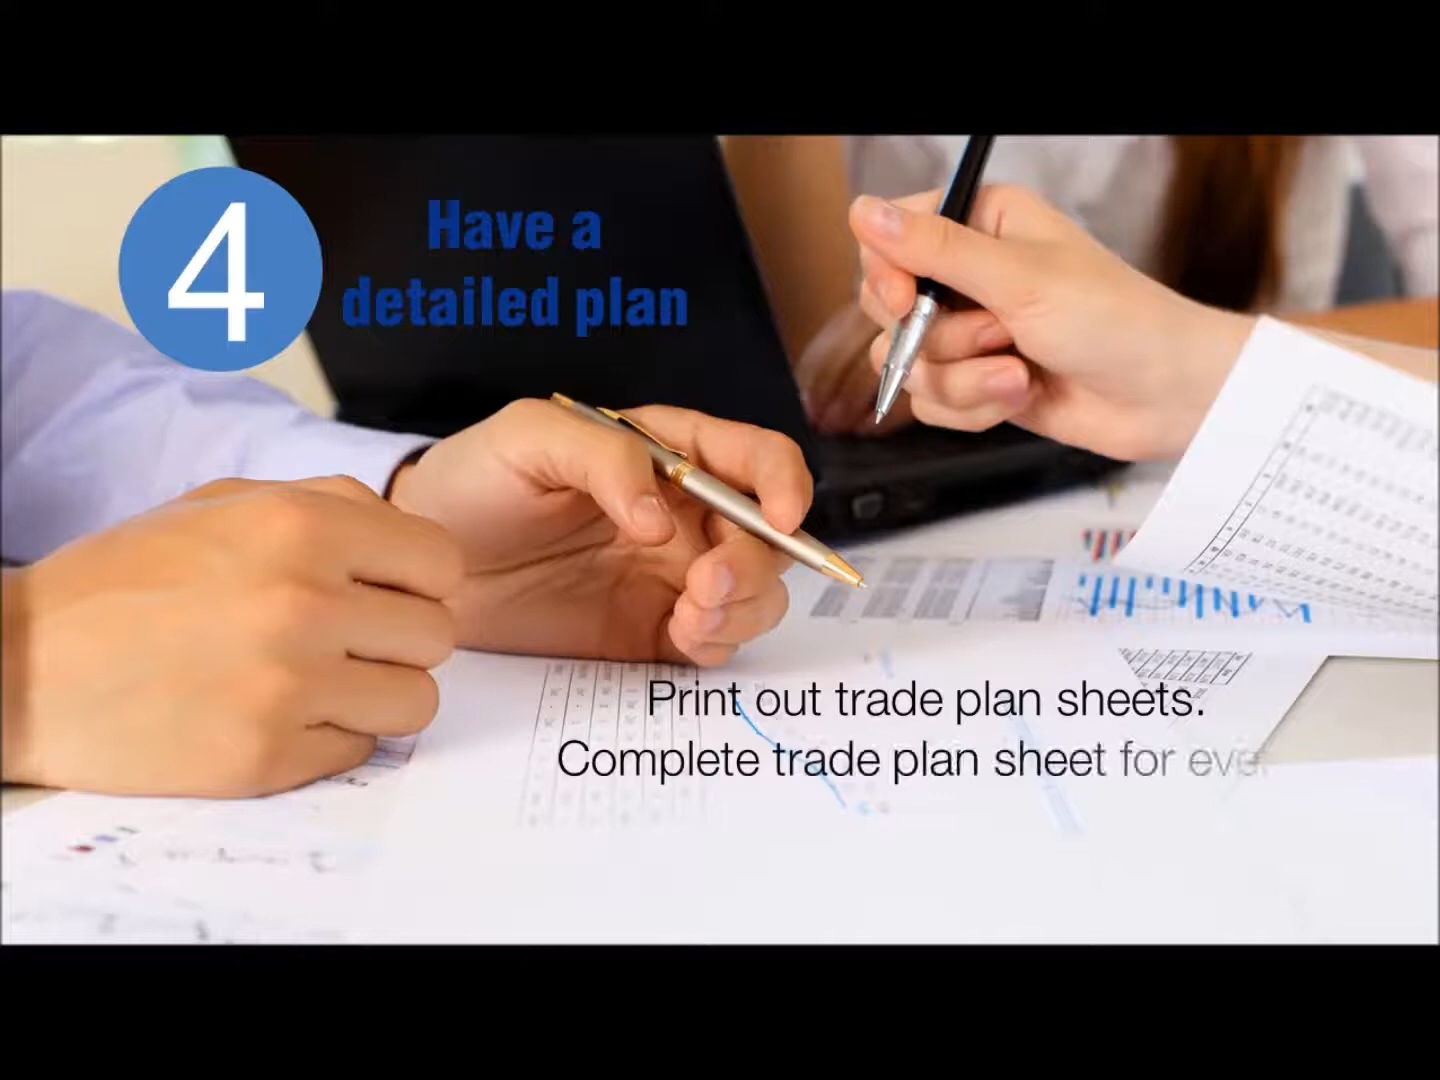 4
Have a
detailed plan
Print out trade plan sheets.
Complete trade plan sheet for